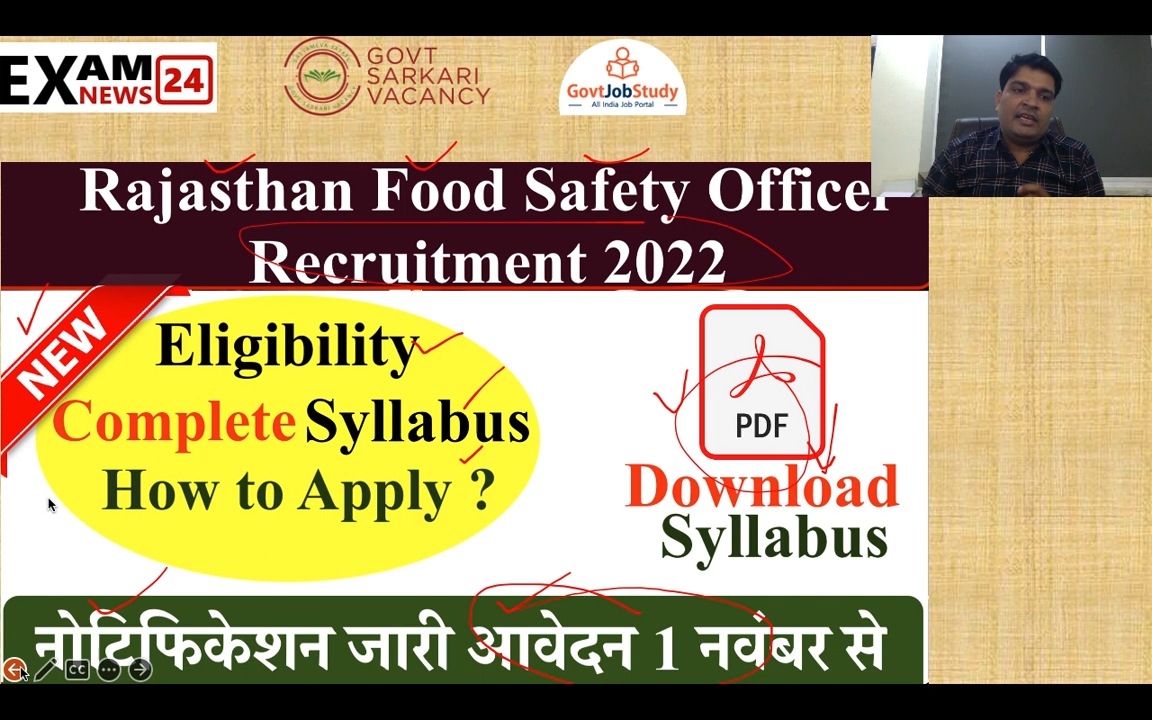 EXAM
NEWS 24
GOVT
SARKARI
VACANCY
GovtJobStudy
All India Job Portal
Rajasthan Food Safety Officer
Recruitment 2022
NEW
Eligibility
Complete Syllabus
How to Apply ?
PDF
Download
Syllabus
नोटिफिकेशन जारी आवेदन 1 नवंबर से
CC